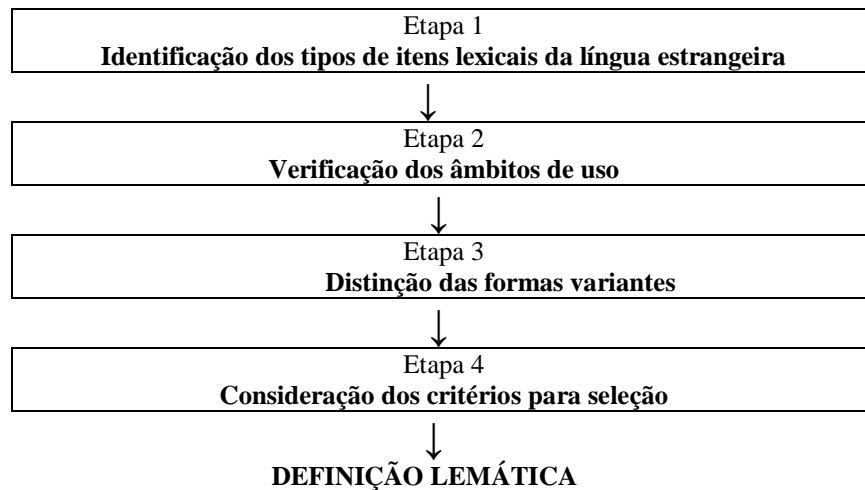 Etapa 1
Identificação dos tipos de itens lexicais da língua estrangeira
Etapa 2
Verificação dos âmbitos de uso
Etapa 3
Distinção das formas variantes
Etapa 4
Consideração dos critérios para seleção
DEFINIÇÃO LEMÁTICA